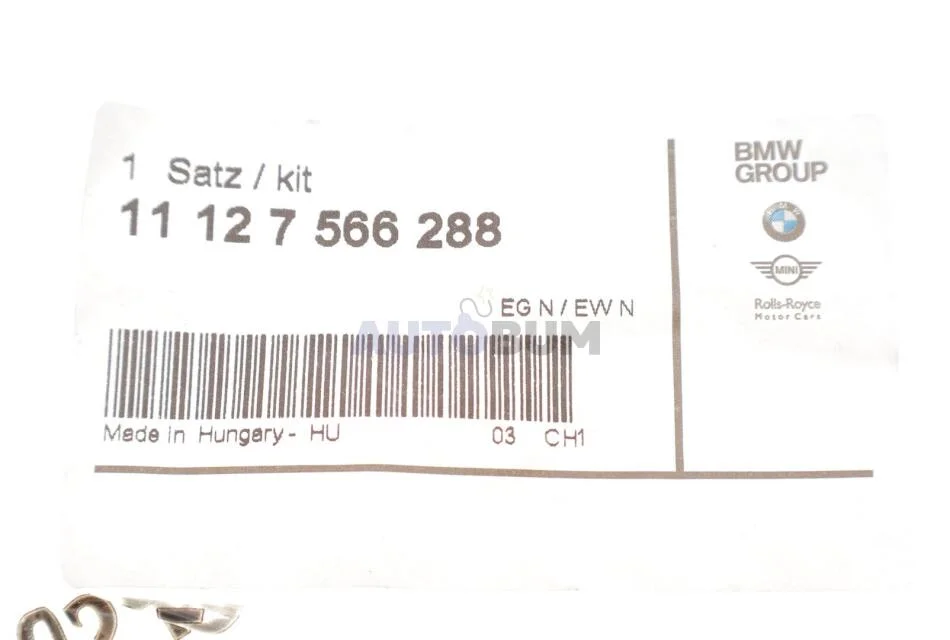 1 Satz / kit
11 12 7 566 288
BMW
GROUP
BMW
MINI
Rolls-Royce
Motor Cars
EG N / EW N
AUTOBUM
Made in Hungary - HU 03 CH1